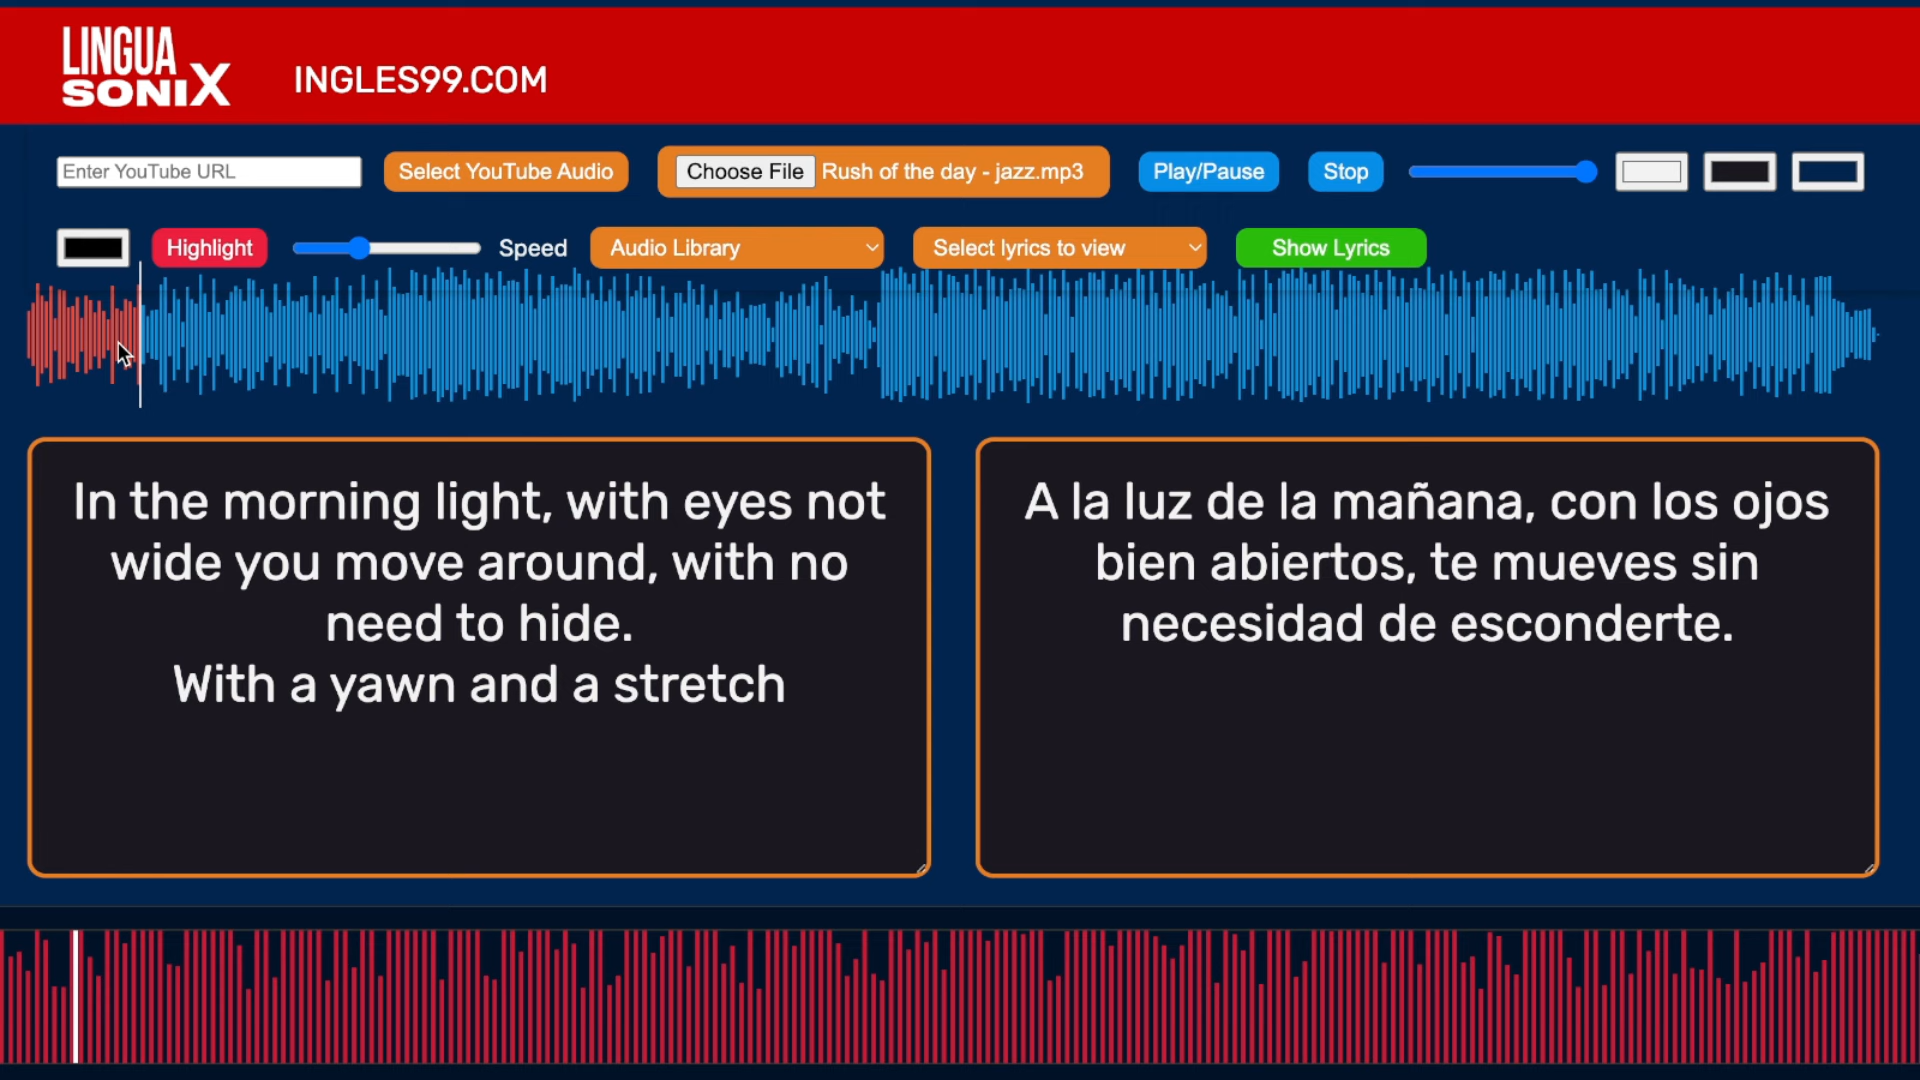 LINGUA
SONIX
INGLES99.COM
Enter YouTube URL
Select YouTube Audio
Choose File Rush of the day - jazz.mp3
Play/Pause
Stop
Highlight
Speed
Audio Library
Select lyrics to view
Show Lyrics
In the morning light, with eyes not
wide you move around, with no
need to hide.
With a yawn and a stretch
A la luz de la mañana, con los ojos
bien abiertos, te mueves sin
necesidad de esconderte.